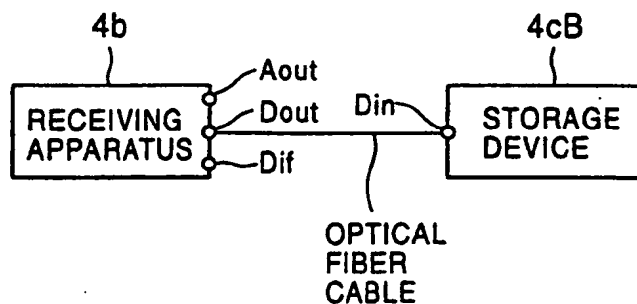 4b
4cB
Aout
Dout
Din
Dif
RECEIVING
APPARATUS
STORAGE
DEVICE
OPTICAL
FIBER
CABLE